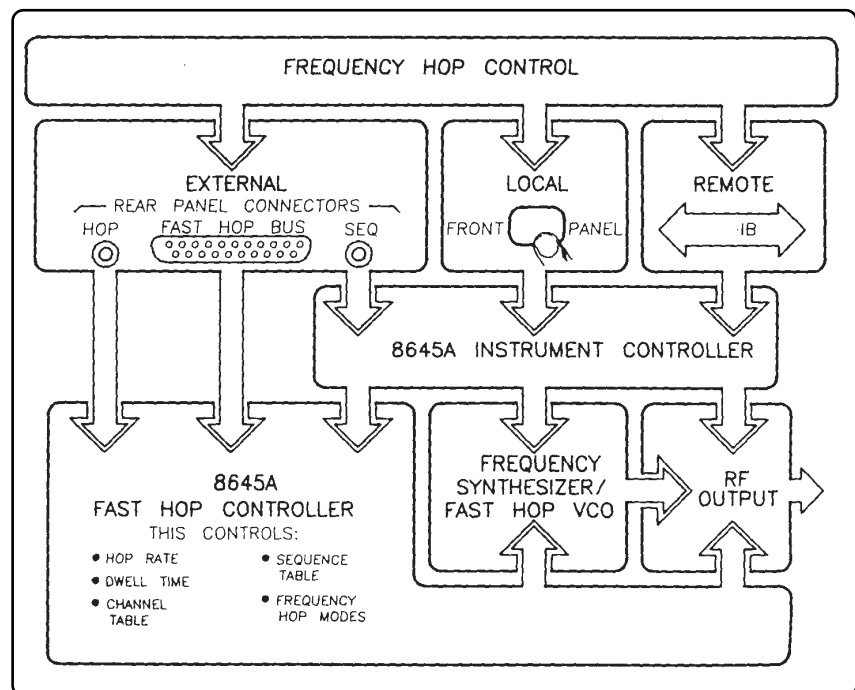 FREQUENCY HOP CONTROL
EXTERNAL
REAR PANEL CONNECTORS
HOP
FAST HOP BUS
SEQ
LOCAL
FRONT
PANEL
REMOTE
IB
8645A INSTRUMENT CONTROLLER
8645A
FAST HOP CONTROLLER
THIS CONTROLS:
• HOP RATE
• DWELL TIME
• CHANNEL
TABLE
• SEQUENCE
TABLE
• FREQUENCY
HOP MODES
FREQUENCY
SYNTHESIZER/
FAST HOP VCO
RF
OUTPUT